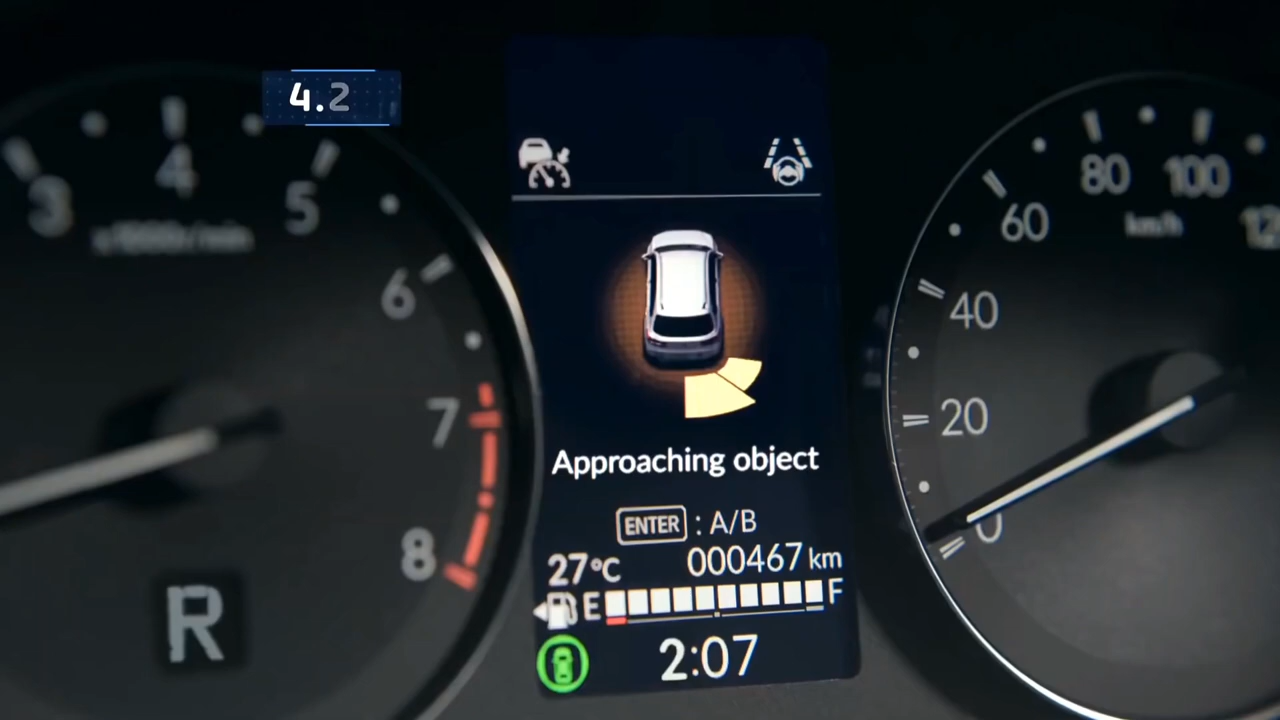 4.2
3 4 5 6 7 8
x1000r/min
R
Approaching object
ENTER : A/B
27°C 000467 km
E F
2:07
0 20 40 60 80 100
km/h